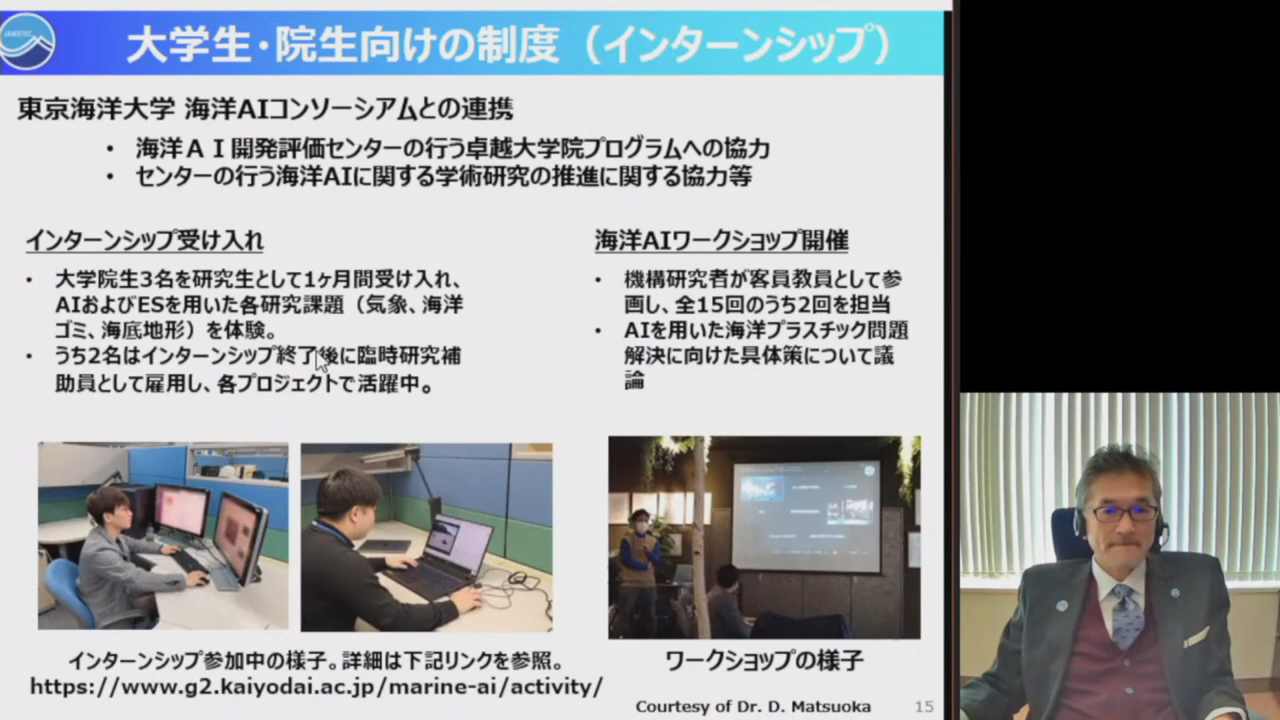 JAMSTEC
大学生・院生向けの制度（インターンシップ）
東京海洋大学 海洋AIコンソーシアムとの連携
• 海洋ＡＩ開発評価センターの行う卓越大学院プログラムへの協力
• センターの行う海洋AIに関する学術研究の推進に関する協力等
インターンシップ受け入れ
• 大学院生3名を研究生として1ヶ月間受け入れ、
AIおよびESを用いた各研究課題（気象、海洋
ゴミ、海底地形）を体験。
• うち2名はインターンシップ終了後に臨時研究補
助員として雇用し、各プロジェクトで活躍中。
海洋AIワークショップ開催
• 機構研究者が客員教員として参
画し、全15回のうち2回を担当
• AIを用いた海洋プラスチック問題
解決に向けた具体策について議
論
インターンシップ参加中の様子。詳細は下記リンクを参照。
https://www.g2.kaiyodai.ac.jp/marine-ai/activity/
ワークショップの様子
Courtesy of Dr. D. Matsuoka
15